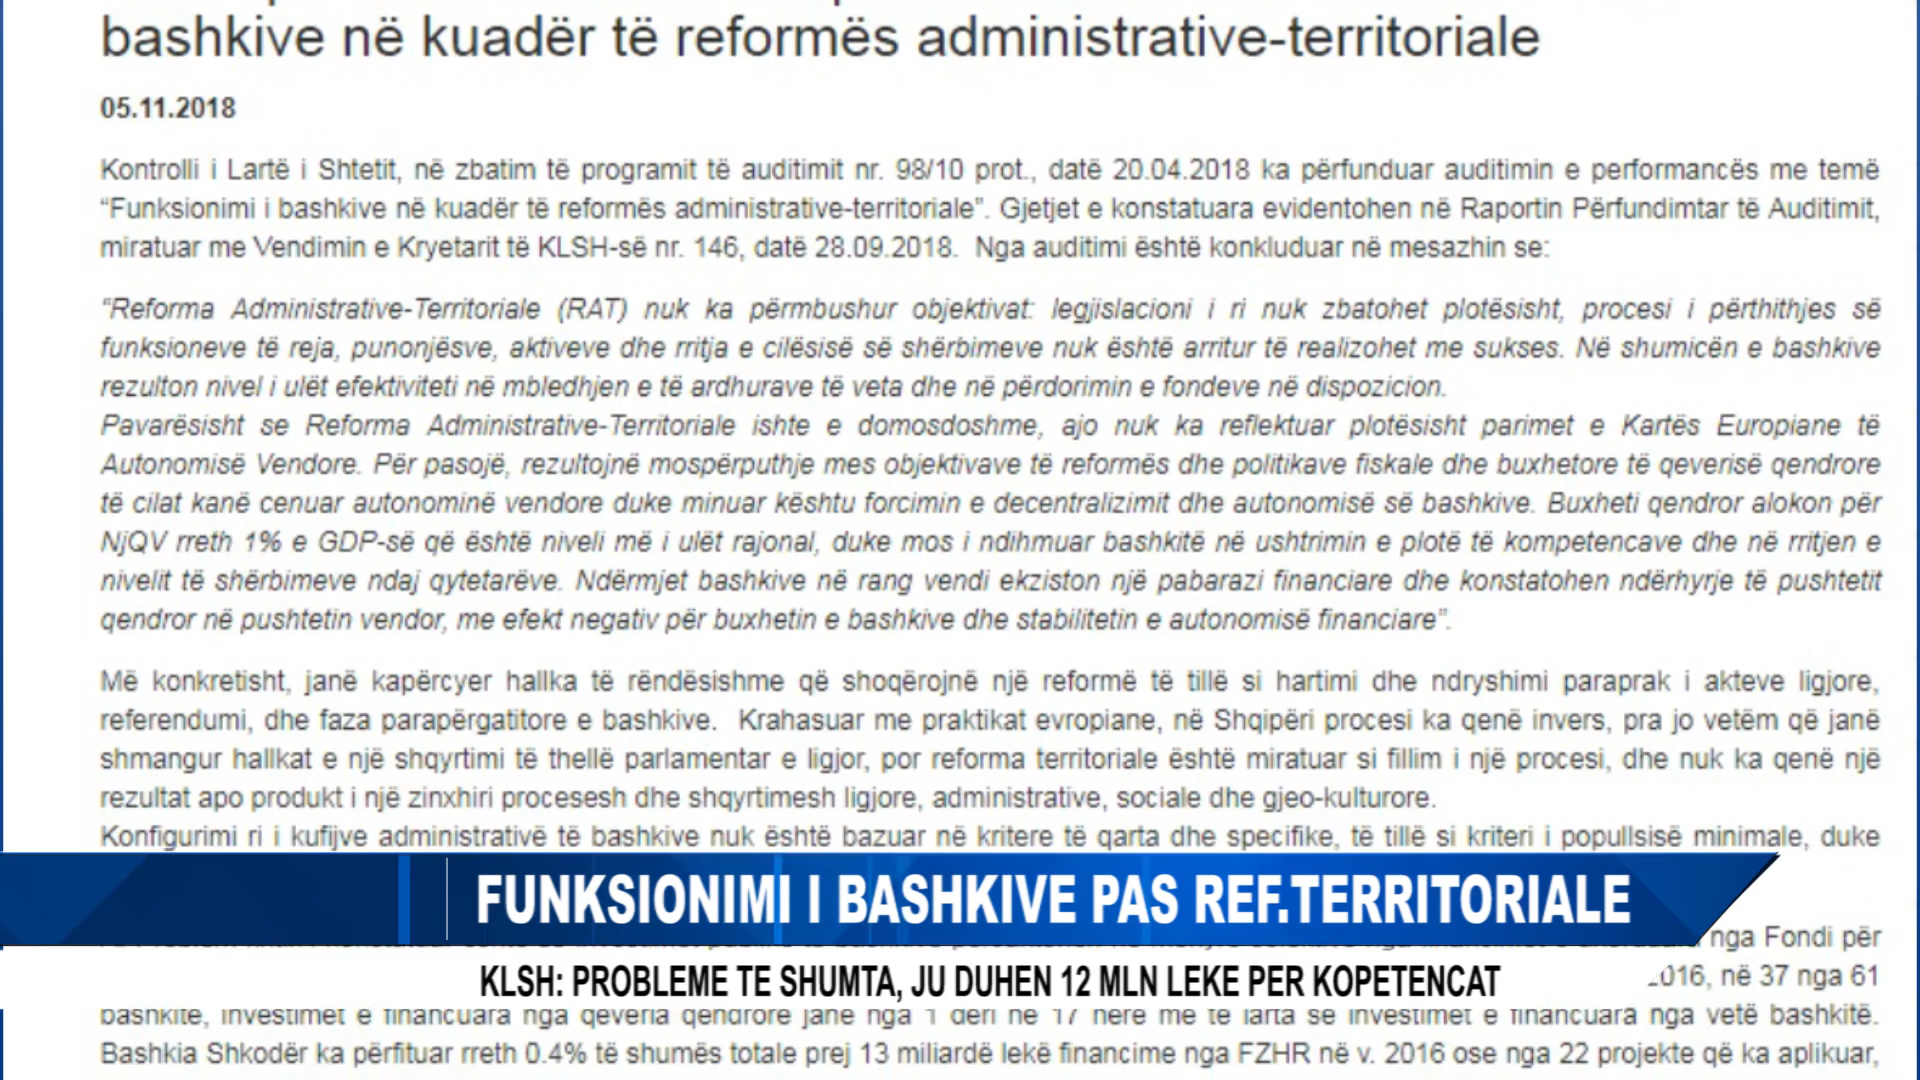 bashkive në kuadër të reformës administrative-territoriale
05.11.2018
Kontrolli i Lartë i Shtetit, në zbatim të programit të auditimit nr. 98/10 prot., datë 20.04.2018 ka përfunduar auditimin e performancës me temë
“Funksionimi i bashkive në kuadër të reformës administrative-territoriale”. Gjetjet e konstatuara evidentohen në Raportin Përfundimtar të Auditimit,
miratuar me Vendimin e Kryetarit të KLSH-së nr. 146, datë 28.09.2018. Nga auditimi është konkluduar në mesazhin se:
“Reforma Administrative-Territoriale (RAT) nuk ka përmbushur objektivat: legjislacioni i ri nuk zbatohet plotësisht, procesi i përthithjes së
funksioneve të reja, punonjësve, aktiveve dhe rritja e cilësisë së shërbimeve nuk është arritur të realizohet me sukses. Në shumicën e bashkive
rezulton nivel i ulët efektiviteti në mbledhjen e të ardhurave të veta dhe në përdorimin e fondeve në dispozicion.
Pavarësisht se Reforma Administrative-Territoriale ishte e domosdoshme, ajo nuk ka reflektuar plotësisht parimet e Kartës Europiane të
Autonomisë Vendore. Për pasojë, rezultojnë mospërputhje mes objektivave të reformës dhe politikave fiskale dhe buxhetore të qeverisë qendrore
të cilat kanë cenuar autonominë vendore duke minuar kështu forcimin e decentralizimit dhe autonomisë së bashkive. Buxheti qendror alokon për
NjQV rreth 1% e GDP-së që është niveli më i ulët rajonal, duke mos i ndihmuar bashkitë në ushtrimin e plotë të kompetencave dhe në rritjen e
nivelit të shërbimeve ndaj qytetarëve. Ndërmjet bashkive në rang vendi ekziston një pabarazi financiare dhe konstatohen ndërhyrje të pushtetit
qendror në pushtetin vendor, me efekt negativ për buxhetin e bashkive dhe stabilitetin e autonomisë financiare”.
Më konkretisht, janë kapërcyer hallka të rëndësishme që shoqërojnë një reformë të tillë si hartimi dhe ndryshimi paraprak i akteve ligjore,
referendumi, dhe faza parapërgatitore e bashkive. Krahasuar me praktikat evropiane, në Shqipëri procesi ka qenë invers, pra jo vetëm që janë
shmangur hallkat e një shqyrtimi të thellë parlamentar e ligjor, por reforma territoriale është miratuar si fillim i një procesi, dhe nuk ka qenë një
rezultat apo produkt i një zinxhiri procesesh dhe shqyrtimesh ligjore, administrative, sociale dhe gjeo-kulturore.
Konfigurimi ri i kufijve administrativë të bashkive nuk është bazuar në kritere të qarta dhe specifike, të tillë si kriteri i popullsisë minimale, duke
FUNKSIONIMI I BASHKIVE PAS REF.TERRITORIALE
nga Fondi për
KLSH: PROBLEME TE SHUMTA, JU DUHEN 12 MLN LEKE PER KOPETENCAT
2016, në 37 nga 61
bashkitë, investimet e financuara nga qeveria qendrore janë nga 1 deri në 17 herë më të larta se investimet e financuara nga vetë bashkitë.
Bashkia Shkodër ka përfituar rreth 0.4% të shumës totale prej 13 miliardë lekë financime nga FZHR në v. 2016 ose nga 22 projekte që ka aplikuar,